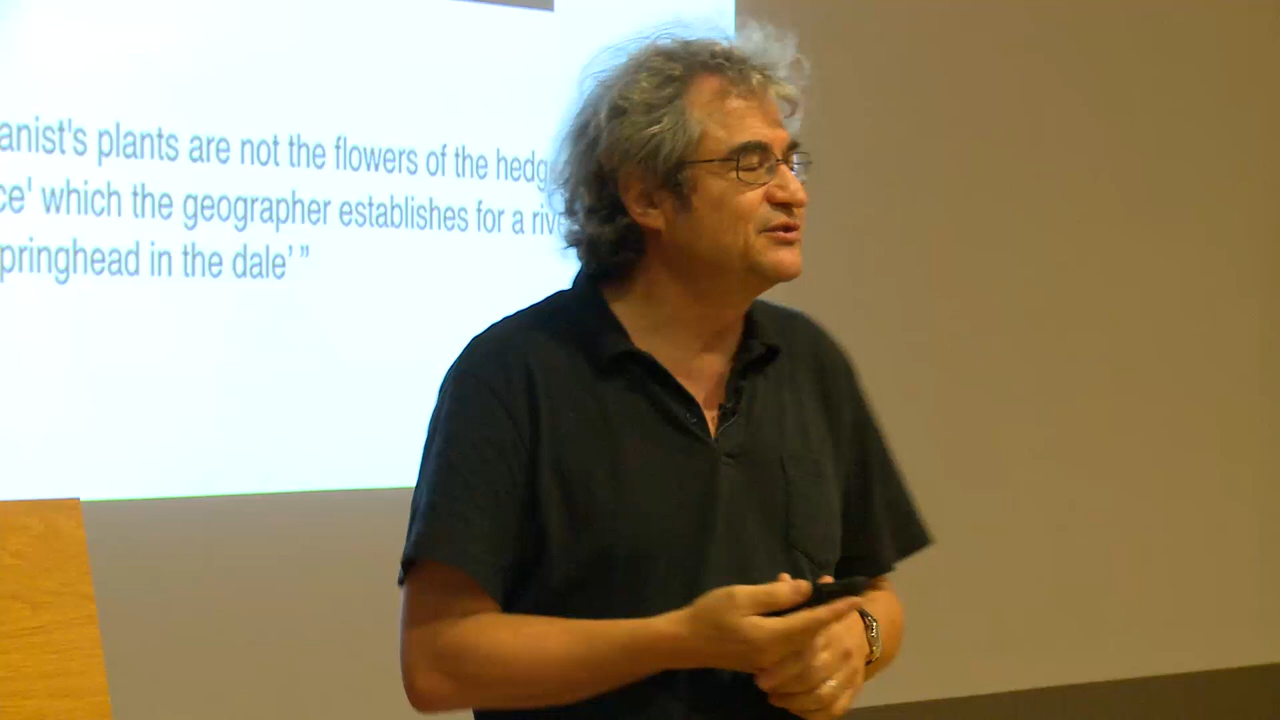 anist's plants are not the flowers of the hedg
ce' which the geographer establishes for a rive
pringhead in the dale’ ”